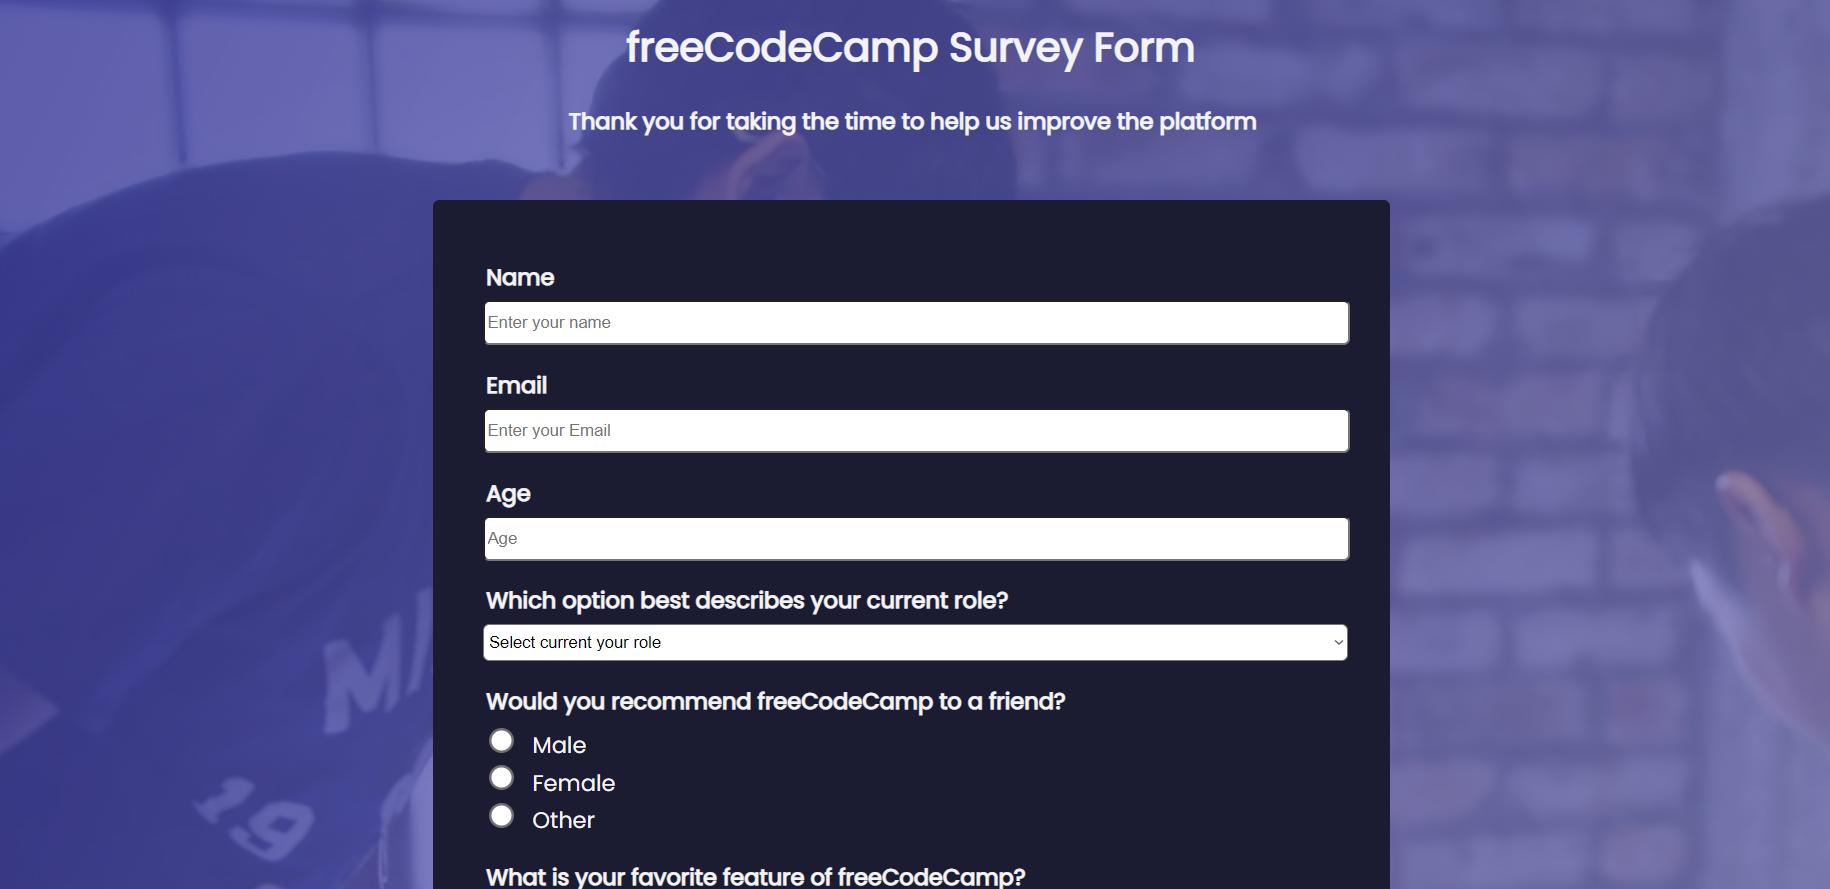 freeCodeCamp Survey Form
Thank you for taking the time to help us improve the platform
Name
Enter your name
Email
Enter your Email
Age
Age
Which option best describes your current role?
Select current your role
Would you recommend freeCodeCamp to a friend?
Male
Female
Other
What is your favorite feature of freeCodeCamp?
19